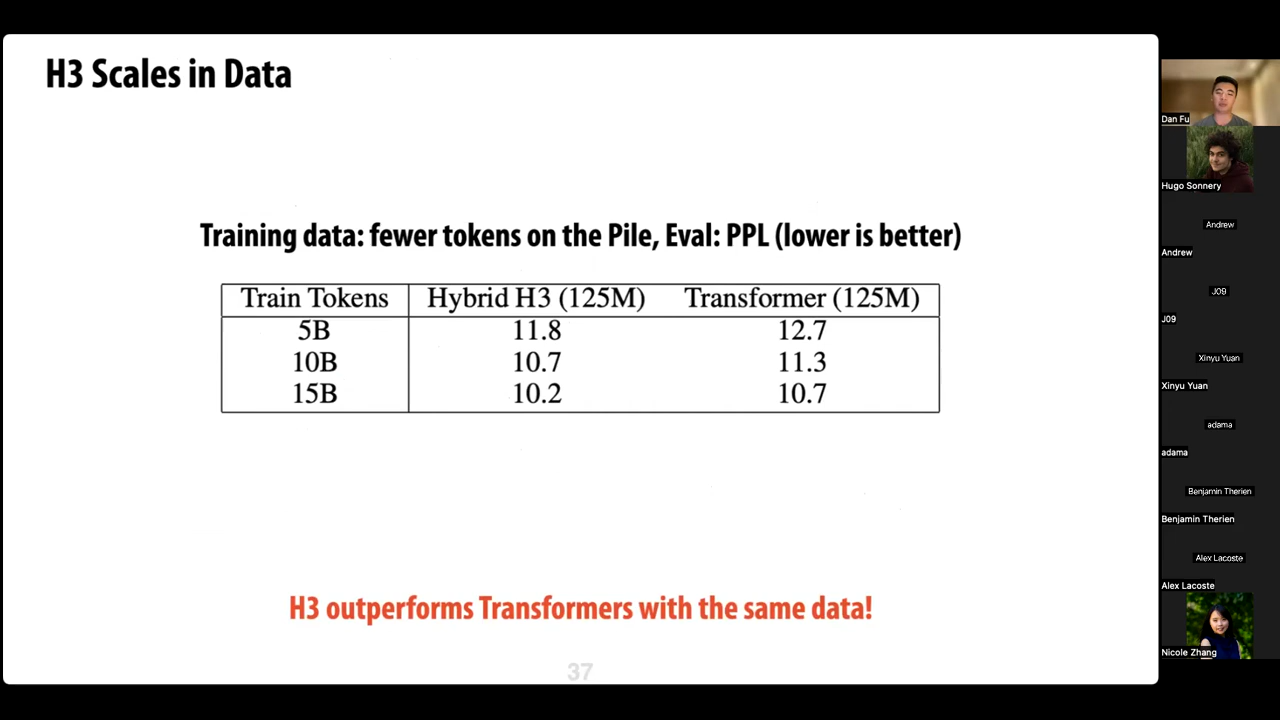 H3 Scales in Data
Training data: fewer tokens on the Pile, Eval: PPL (lower is better)
Train Tokens Hybrid H3 (125M) Transformer (125M)
5B 11.8 12.7
10B 10.7 11.3
15B 10.2 10.7
H3 outperforms Transformers with the same data!
37
Dan Fu
Hugo Sonnery
Andrew
Andrew
J09
J09
Xinyu Yuan
Xinyu Yuan
adama
adama
Benjamin Therien
Benjamin Therien
Alex Lacoste
Alex Lacoste
Nicole Zhang